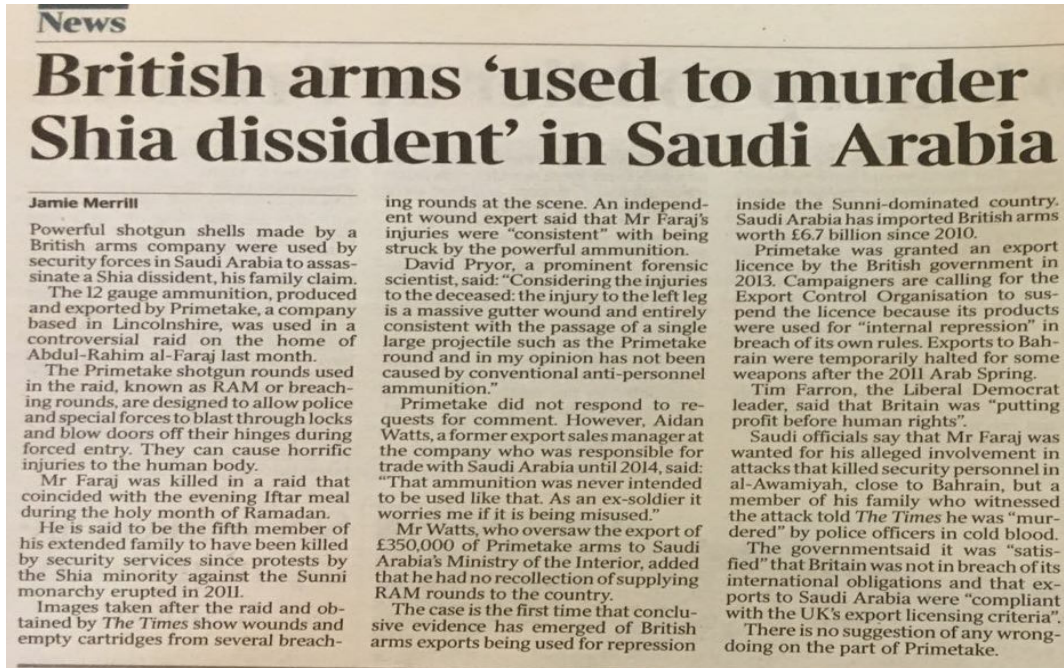 News
British arms ‘used to murder
Shia dissident’ in Saudi Arabia
Jamie Merrill
Powerful shotgun shells made by a
British arms company were used by
security forces in Saudi Arabia to assas-
sinate a Shia dissident, his family claim.
The 12 gauge ammunition, produced
and exported by Primetake, a company
based in Lincolnshire, was used in a
controversial raid on the home of
Abdul-Rahim al-Faraj last month.
The Primetake shotgun rounds used
in the raid, known as RAM or breach-
ing rounds, are designed to allow police
and special forces to blast through locks
and blow doors off their hinges during
forced entry. They can cause horrific
injuries to the human body.
Mr Faraj was killed in a raid that
coincided with the evening Iftar meal
during the holy month of Ramadan.
He is said to be the fifth member of
his extended family to have been killed
by security services since protests by
the Shia minority against the Sunni
monarchy erupted in 2011.
Images taken after the raid and ob-
tained by The Times show wounds and
empty cartridges from several breach-
ing rounds at the scene. An independ-
ent wound expert said that Mr Faraj’s
injuries were “consistent” with being
struck by the powerful ammunition.
David Pryor, a prominent forensic
scientist, said: “Considering the injuries
to the deceased: the injury to the left leg
is a massive gutter wound and entirely
consistent with the passage of a single
large projectile such as the Primetake
round and in my opinion has not been
caused by conventional anti-personnel
ammunition.”
Primetake did not respond to re-
quests for comment. However, Aidan
Watts, a former export sales manager at
the company who was responsible for
trade with Saudi Arabia until 2014, said:
“That ammunition was never intended
to be used like that. As an ex-soldier it
worries me if it is being misused.”
Mr Watts, who oversaw the export of
£350,000 of Primetake arms to Saudi
Arabia’s Ministry of the Interior, added
that he had no recollection of supplying
RAM rounds to the country.
The case is the first time that conclu-
sive evidence has emerged of British
arms exports being used for repression
inside the Sunni-dominated country.
Saudi Arabia has imported British arms
worth £6.7 billion since 2010.
Primetake was granted an export
licence by the British government in
2013. Campaigners are calling for the
Export Control Organisation to sus-
pend the licence because its products
were used for “internal repression” in
breach of its own rules. Exports to Bah-
rain were temporarily halted for some
weapons after the 2011 Arab Spring.
Tim Farron, the Liberal Democrat
leader, said that Britain was “putting
profit before human rights”.
Saudi officials say that Mr Faraj was
wanted for his alleged involvement in
attacks that killed security personnel in
al-Awamiyah, close to Bahrain, but a
member of his family who witnessed
the attack told The Times he was “mur-
dered” by police officers in cold blood.
The governmentsaid it was “satis-
fied” that Britain was not in breach of its
international obligations and that ex-
ports to Saudi Arabia were “compliant
with the UK’s export licensing criteria”.
There is no suggestion of any wrong-
doing on the part of Primetake.